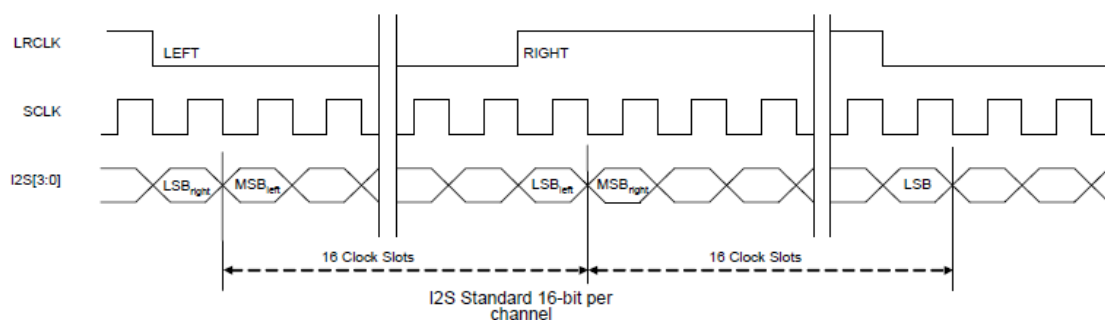 LRCLK
LEFT
RIGHT
SCLK
I2S[3:0]
LSBright
MSBleft
LSBleft
MSBright
LSB
16 Clock Slots
16 Clock Slots
I2S Standard 16-bit per
channel